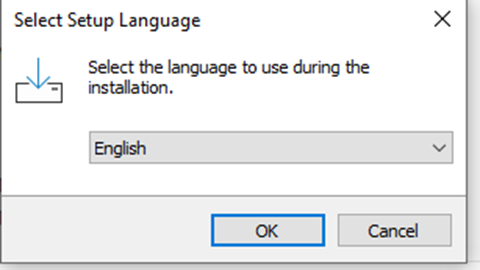 Select Setup Language
Select the language to use during the
installation.
English
OK
Cancel